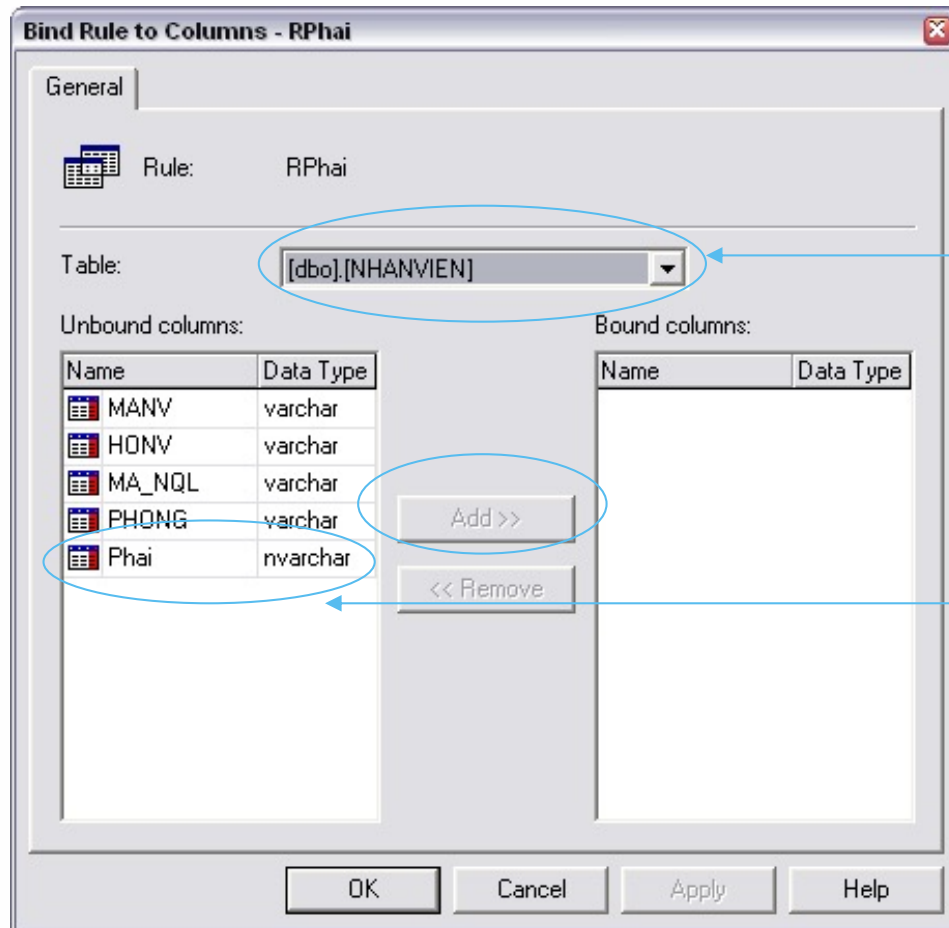 Bind Rule to Columns - RPhai
General
Rule: RPhai
Table: [dbo].[NHANVIEN]
Unbound columns: Bound columns:
Name Data Type Name Data Type
MANV varchar
HONV varchar
MA_NQL varchar
PHONG varchar
Add >>
Phai nvarchar
<< Remove
OK Cancel Apply Help